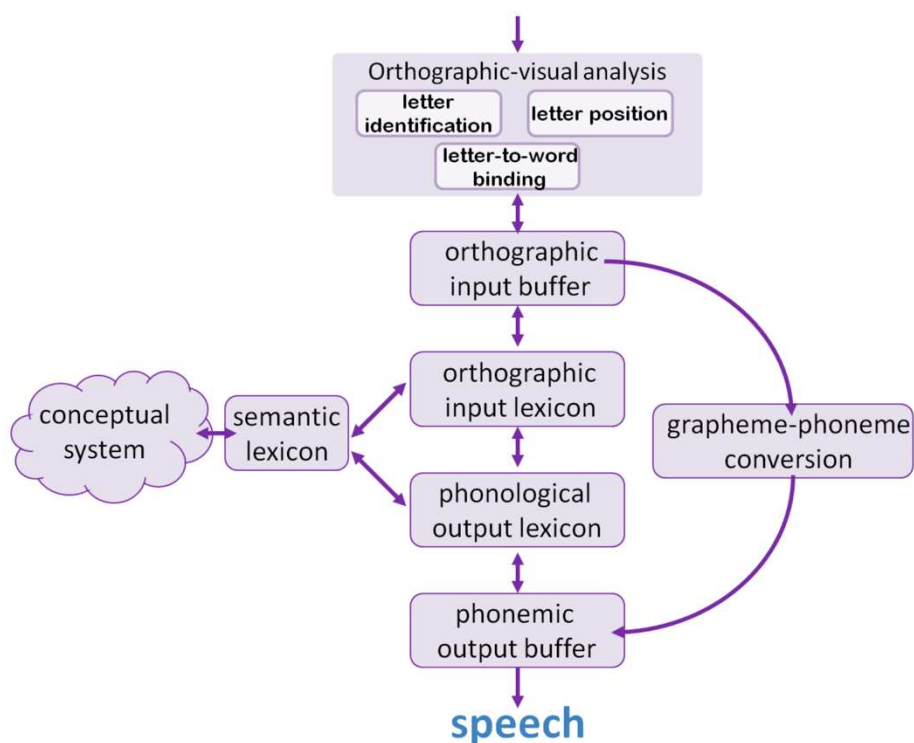 Orthographic-visual analysis
letter
identification
letter position
letter-to-word
binding
orthographic
input buffer
orthographic
input lexicon
conceptual
system
semantic
lexicon
grapheme-phoneme
conversion
phonological
output lexicon
phonemic
output buffer
speech